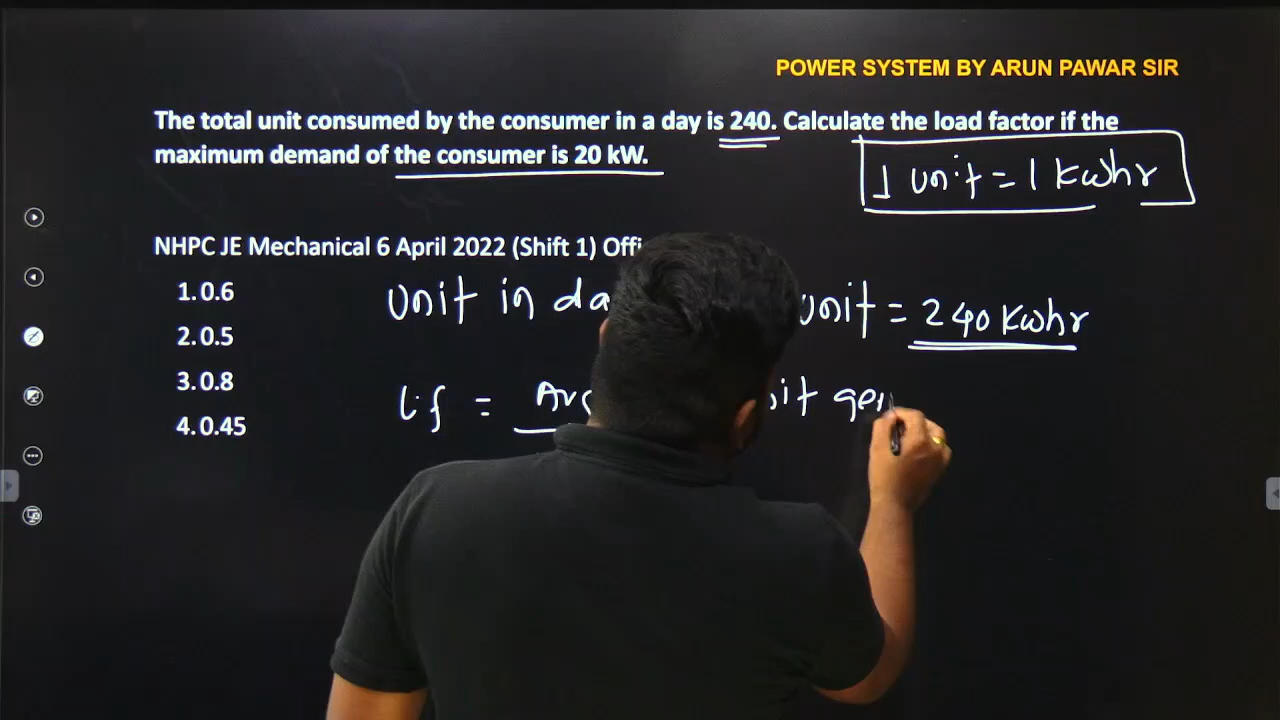 POWER SYSTEM BY ARUN PAWAR SIR
The total unit consumed by the consumer in a day is 240. Calculate the load factor if the
maximum demand of the consumer is 20 kW.
1 unit = 1 kwhr
NHPC JE Mechanical 6 April 2022 (Shift 1)
1. 0.6
2. 0.5
3. 0.8
4. 0.45
Unit in
unit = 240 kwhr
L.f =